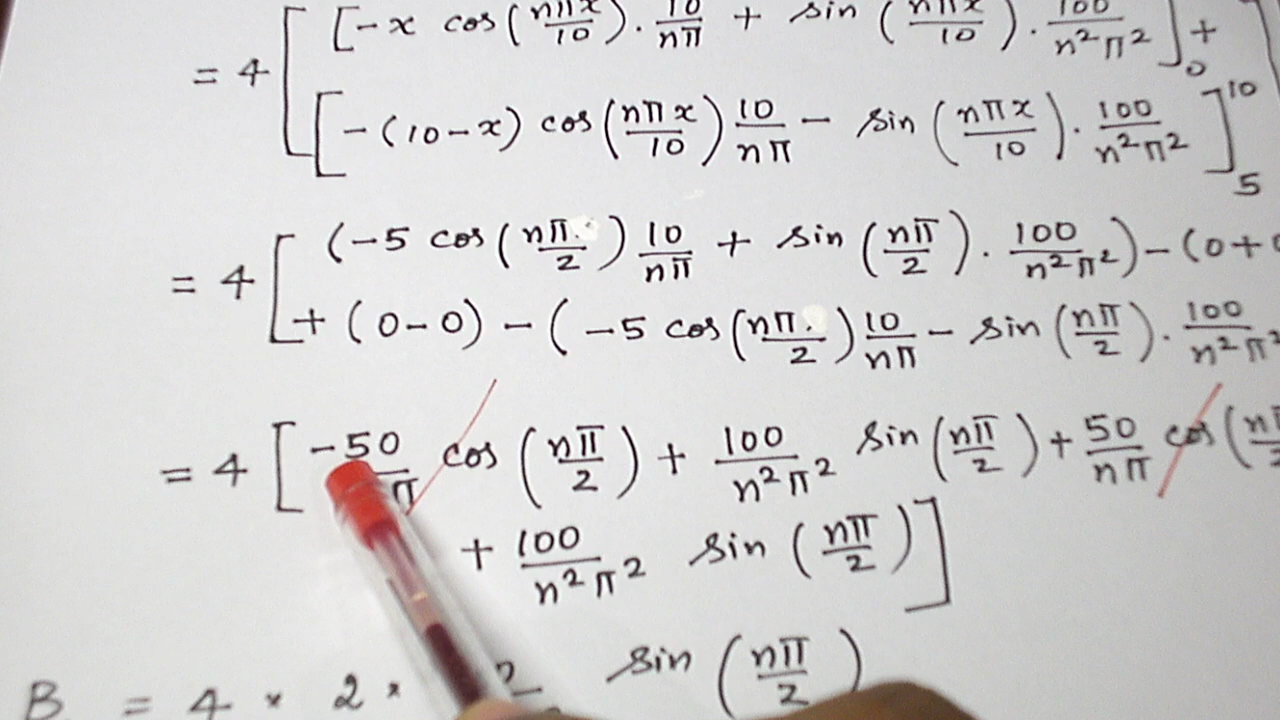 = 4 [ [-x cos(nπx/10) . 10/nπ + sin (nπx/10) . 100/n²π² ]₀ +
[ -(10-x) cos(nπx/10) 10/nπ - sin (nπx/10) . 100/n²π² ]₅¹⁰
= 4 [ (-5 cos(nπ/2) 10/nπ + sin (nπ/2) . 100/n²π²) - (0+0
+ (0-0) - ( -5 cos(nπ/2) 10/nπ - sin (nπ/2) . 100/n²π²
= 4 [ -50/ π cos (nπ/2) + 100/n²π² sin (nπ/2) + 50/nπ cos (nπ/2
+ 100/n²π² sin (nπ/2) ]
B = 4 × 2 × sin (nπ/2)